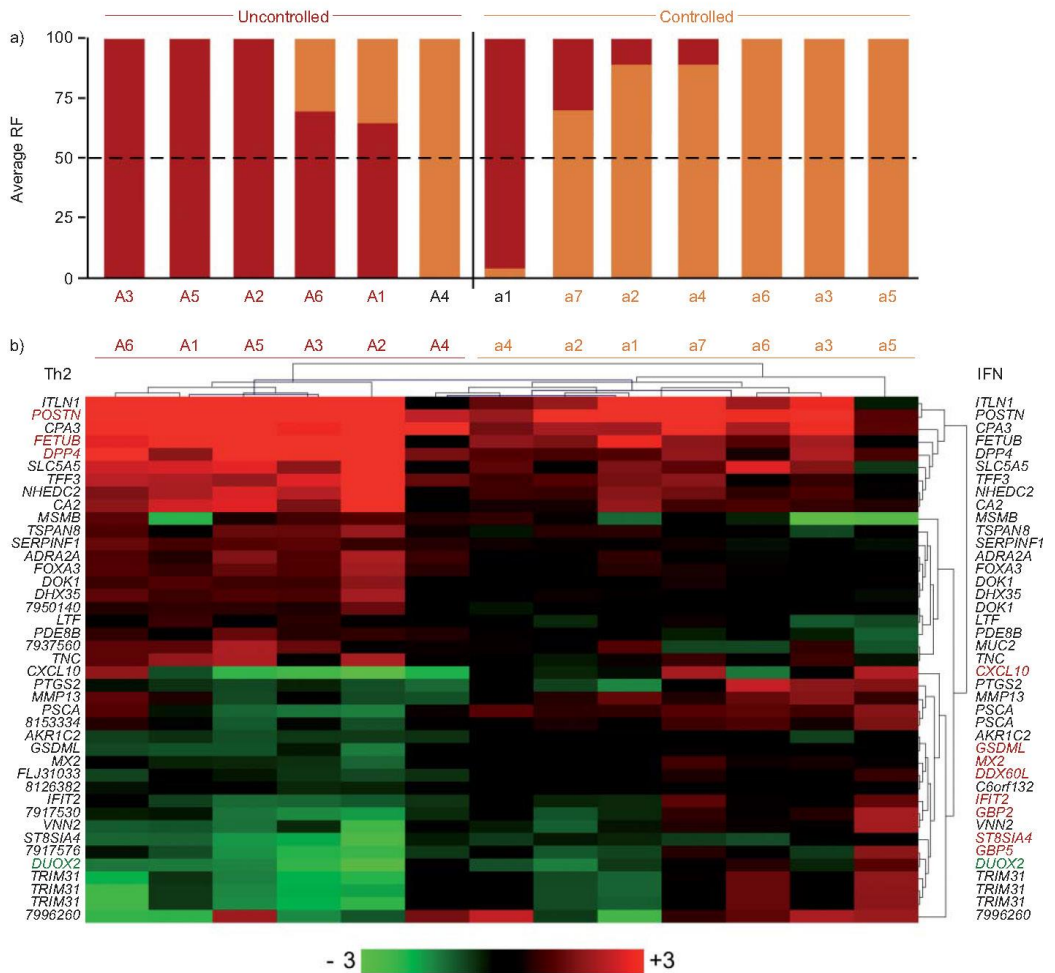 Uncontrolled Controlled
a)
100
75
50
25
0
Average RF
A3 A5 A2 A6 A1 A4 a1 a7 a2 a4 a6 a3 a5
b) A6 A1 A5 A3 A2 A4 a4 a2 a1 a7 a6 a3 a5
Th2 IFN
ITLN1 ITLN1
POSTN POSTN
CPA3 CPA3
FETUB FETUB
DPP4 DPP4
SLC5A5 SLC5A5
TFF3 TFF3
NHEDC2 NHEDC2
CA2 CA2
MSMB MSMB
TSPAN8 TSPAN8
SERPINF1 SERPINF1
ADRA2A ADRA2A
FOXA3 FOXA3
DOK1 DOK1
DHX35 DHX35
7950140 DOK1
LTF LTF
PDE8B PDE8B
7937560 MUC2
TNC TNC
CXCL10 CXCL10
PTGS2 PTGS2
MMP13 MMP13
PSCA PSCA
8153334 PSCA
AKR1C2 AKR1C2
GSDML GSDML
MX2 MX2
FLJ31033 DDX60L
8126382 C6orf132
IFIT2 IFIT2
7917530 GBP2
VNN2 VNN2
ST8SIA4 ST8SIA4
7917576 GBP5
DUOX2 DUOX2
TRIM31 TRIM31
TRIM31 TRIM31
TRIM31 TRIM31
7996260 7996260
- 3 +3